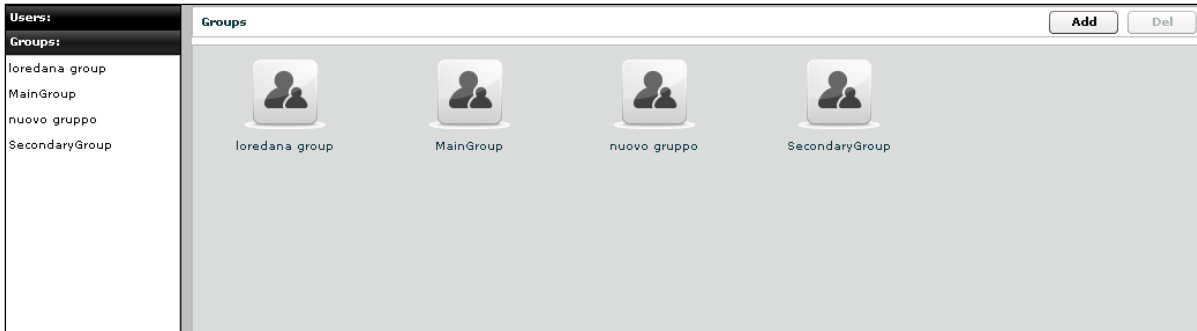 Users:
Groups:
loredana group
MainGroup
nuovo gruppo
SecondaryGroup
Groups
Add
Del
loredana group
MainGroup
nuovo gruppo
SecondaryGroup